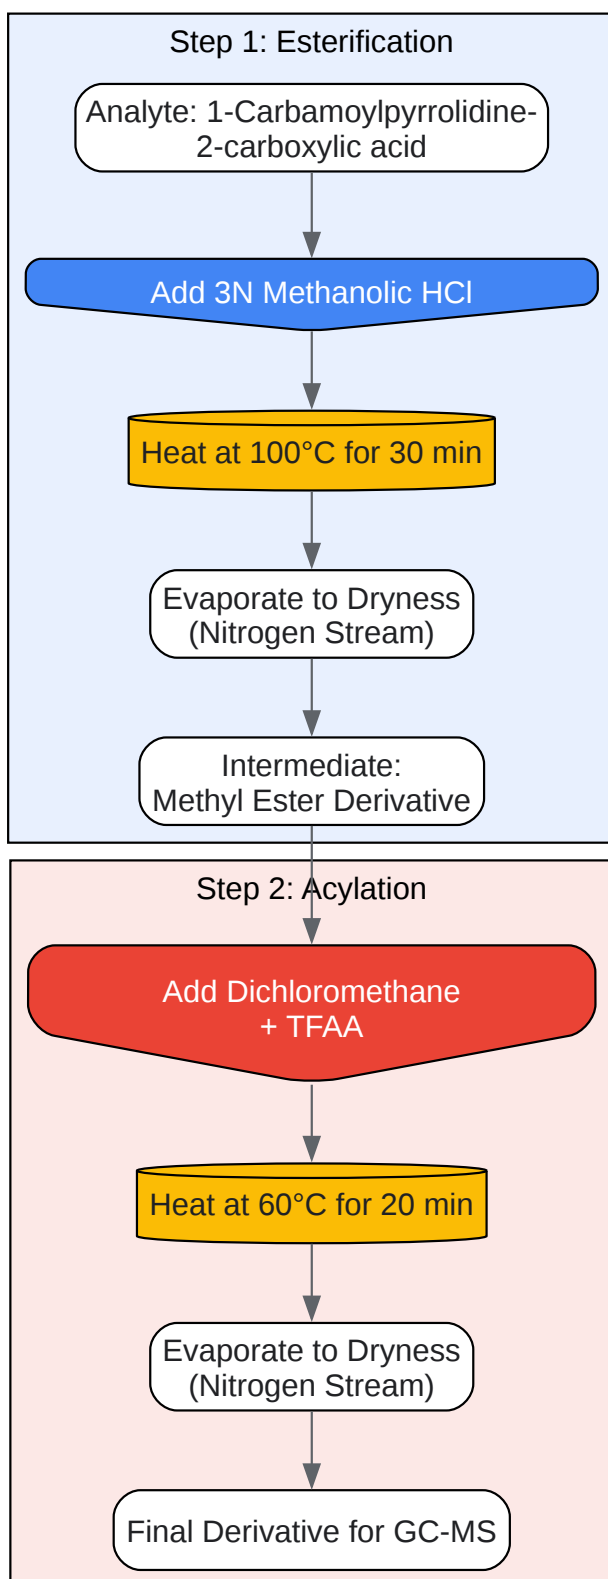 Step 1: Esterification
Analyte: 1-Carbamoylpyrrolidine-
2-carboxylic acid
Add 3N Methanolic HCl
Heat at 100°C for 30 min
Evaporate to Dryness
(Nitrogen Stream)
Intermediate:
Methyl Ester Derivative
Step 2: Acylation
Add Dichloromethane
+ TFAA
Heat at 60°C for 20 min
Evaporate to Dryness
(Nitrogen Stream)
Final Derivative for GC-MS